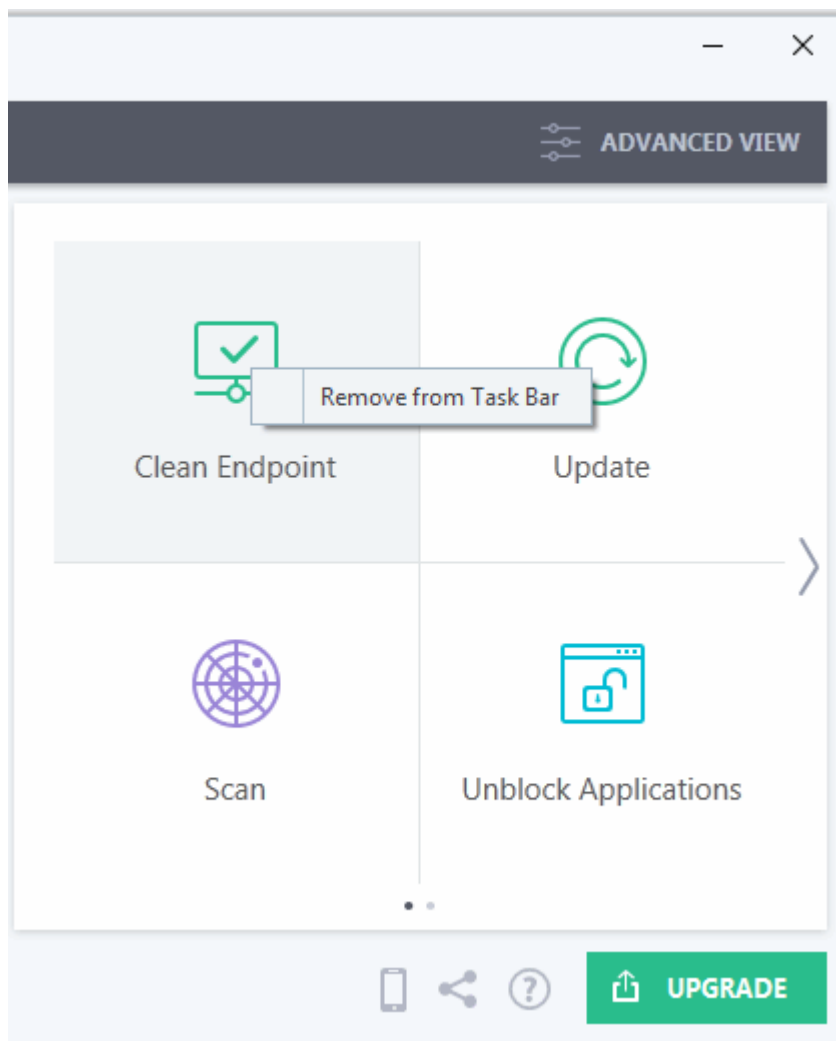 ADVANCED VIEW
Remove from Task Bar
Clean Endpoint
Update
Scan
Unblock Applications
?
UPGRADE